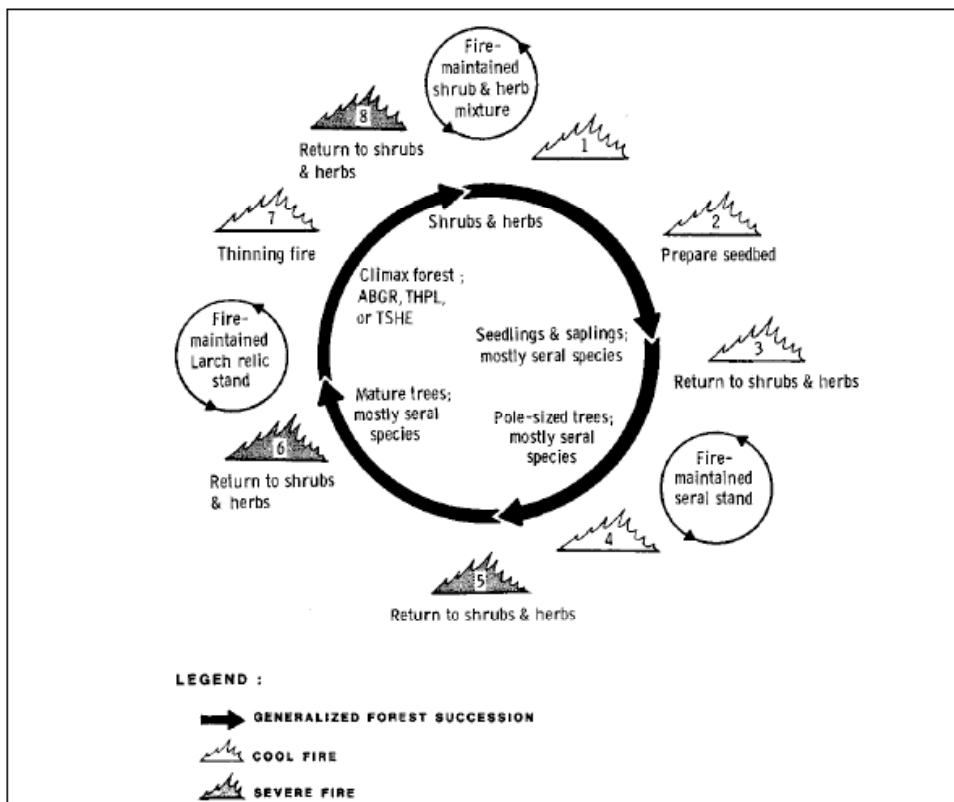 Fire-
maintained
shrub & herb
mixture
8
Return to shrubs
& herbs
1
7
Thinning fire
Shrubs & herbs
2
Prepare seedbed
Climax forest ;
ABGR, THPL,
or TSHE
Fire-
maintained
Larch relic
stand
Seedlings & saplings;
mostly seral species
3
Return to shrubs & herbs
Mature trees;
mostly seral
species
Pole-sized trees;
mostly seral
species
6
Return to shrubs
& herbs
Fire-
maintained
seral stand
4
5
Return to shrubs & herbs
LEGEND :
GENERALIZED FOREST SUCCESSION
COOL FIRE
SEVERE FIRE